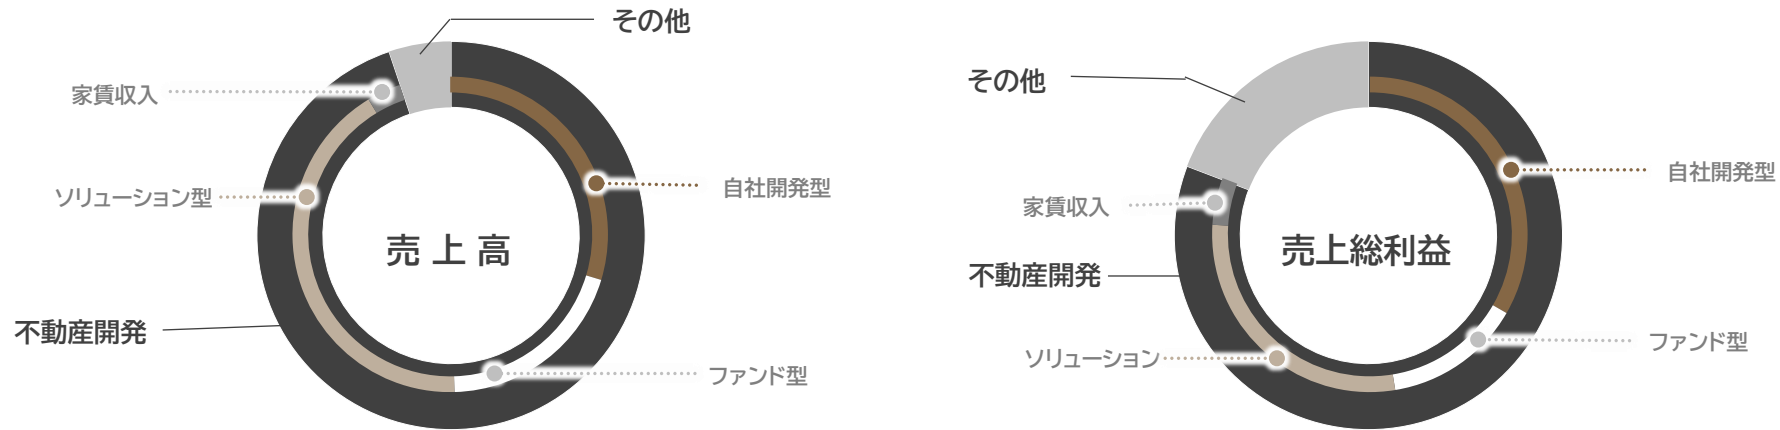 その他
家賃収入
ソリューション型
自社開発型
売上高
不動産開発
ファンド型
その他
自社開発型
家賃収入
売上総利益
不動産開発
ソリューション
ファンド型